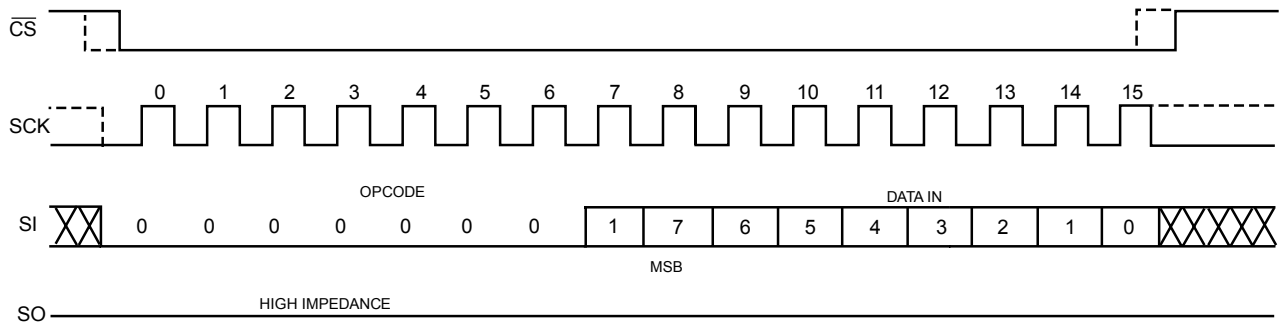 CS
0 1 2 3 4 5 6 7 8 9 10 11 12 13 14 15
SCK
OPCODE DATA IN
SI 0 0 0 0 0 0 0 1 7 6 5 4 3 2 1 0
MSB
HIGH IMPEDANCE
SO